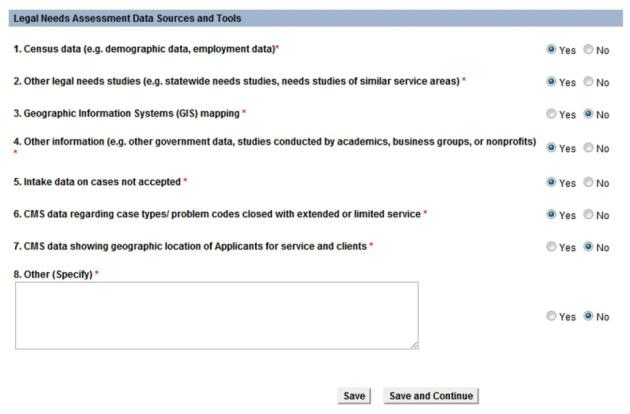 Legal Needs Assessment Data Sources and Tools
1. Census data (e.g. demographic data, employment data)* Yes No
2. Other legal needs studies (e.g. statewide needs studies, needs studies of similar service areas) * Yes No
3. Geographic Information Systems (GIS) mapping * Yes No
4. Other information (e.g. other government data, studies conducted by academics, business groups, or nonprofits) * Yes No
5. Intake data on cases not accepted * Yes No
6. CMS data regarding case types/ problem codes closed with extended or limited service * Yes No
7. CMS data showing geographic location of Applicants for service and clients * Yes No
8. Other (Specify) *
Yes No
Save Save and Continue